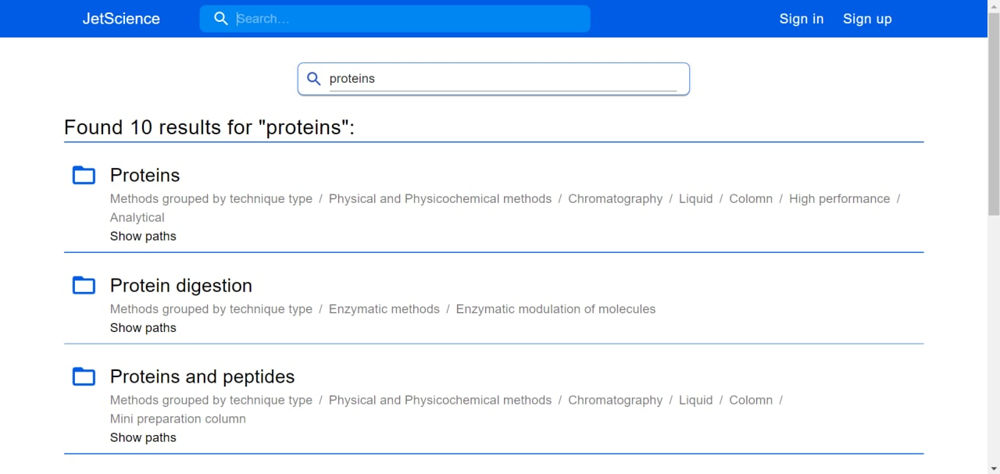 JetScience Search... Sign in Sign up
proteins
Found 10 results for "proteins":
Proteins
Methods grouped by technique type / Physical and Physicochemical methods / Chromatography / Liquid / Colomn / High performance /
Analytical
Show paths
Protein digestion
Methods grouped by technique type / Enzymatic methods / Enzymatic modulation of molecules
Show paths
Proteins and peptides
Methods grouped by technique type / Physical and Physicochemical methods / Chromatography / Liquid / Colomn /
Mini preparation column
Show paths